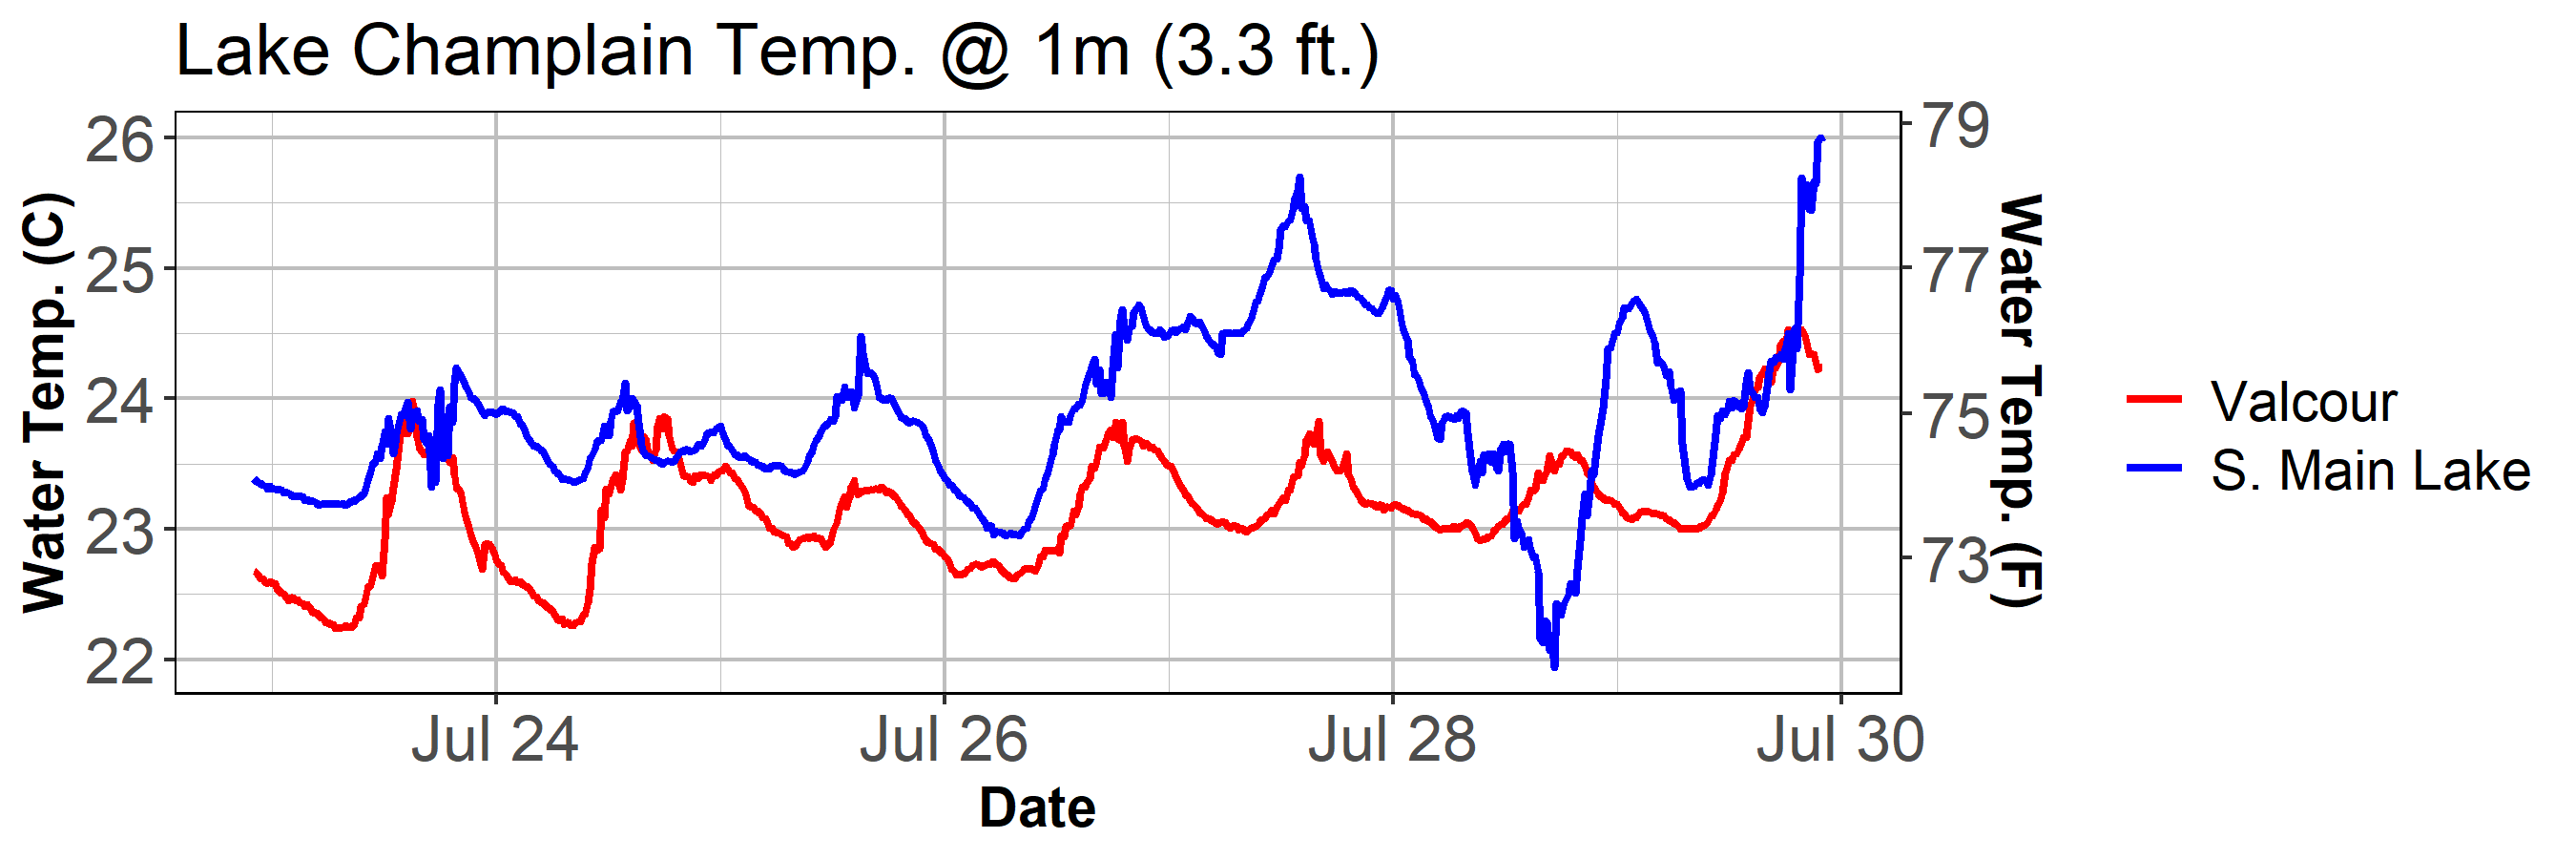 Lake Champlain Temp. @ 1m (3.3 ft.)
Water Temp. (C)
26
25
24
23
22
79
77
75
73
Water Temp. (F)
Jul 24
Jul 26
Jul 28
Jul 30
Date
Valcour
S. Main Lake